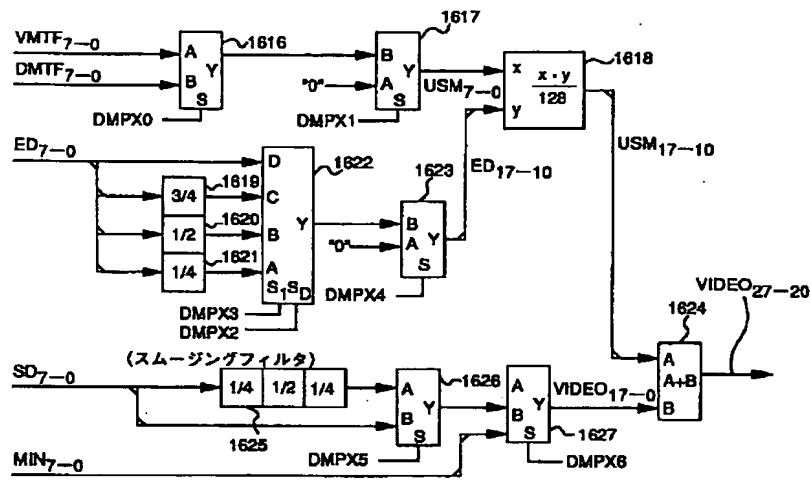 VMTF7-0
DMTF7-0
A
B
Y
S
1616
DMPX0
B
"0"
A
Y
S
1617
DMPX1
USM7-0
x
y
x・y
128
1618
USM17-10
ED7-0
3/4
1619
1/2
1620
1/4
1621
D
C
B
A
Y
S1SD
1622
DMPX3
DMPX2
B
"0"
A
Y
S
1623
DMPX4
ED17-10
(スムージングフィルタ)
SD7-0
1/4 1/2 1/4
1625
A
B
Y
S
1626
DMPX5
MIN7-0
A
B
Y
S
1627
DMPX6
VIDEO17-0
A
A+B
B
1624
VIDEO27-20